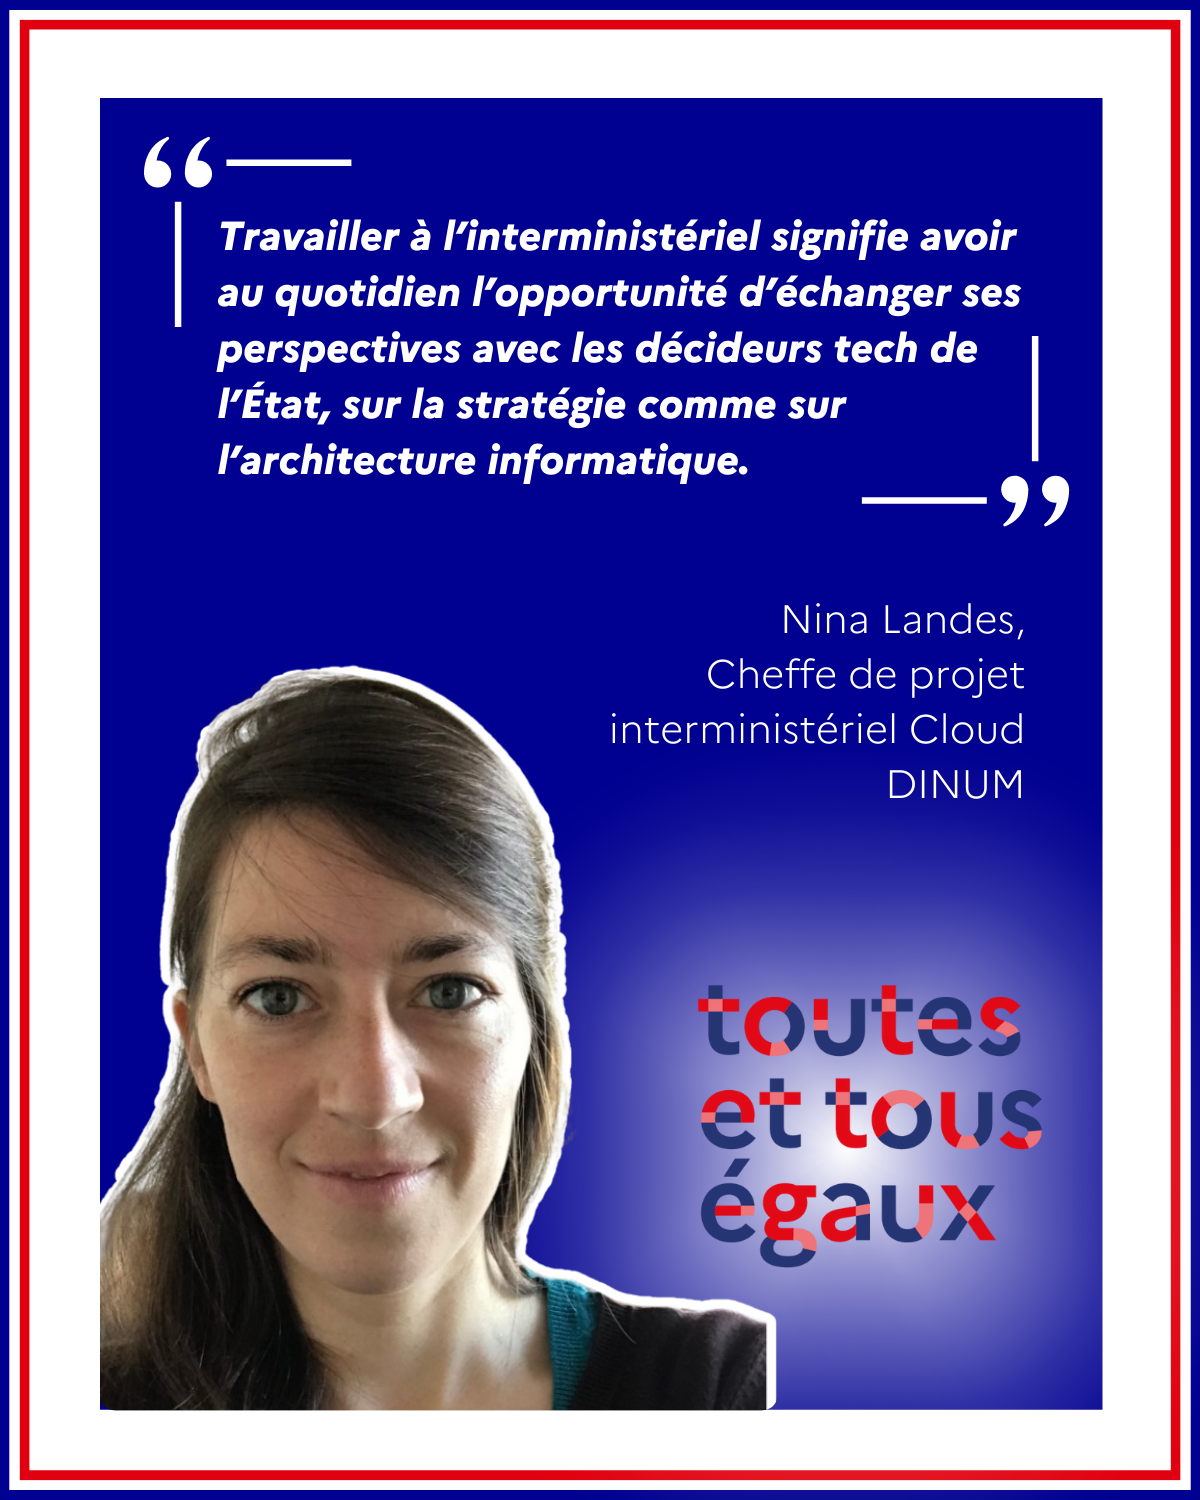 “
Travailler à l’interministériel signifie avoir
au quotidien l’opportunité d’échanger ses
perspectives avec les décideurs tech de
l’État, sur la stratégie comme sur
l’architecture informatique.
”
Nina Landes,
Cheffe de projet
interministériel Cloud
DINUM
toutes
et tous
égaux